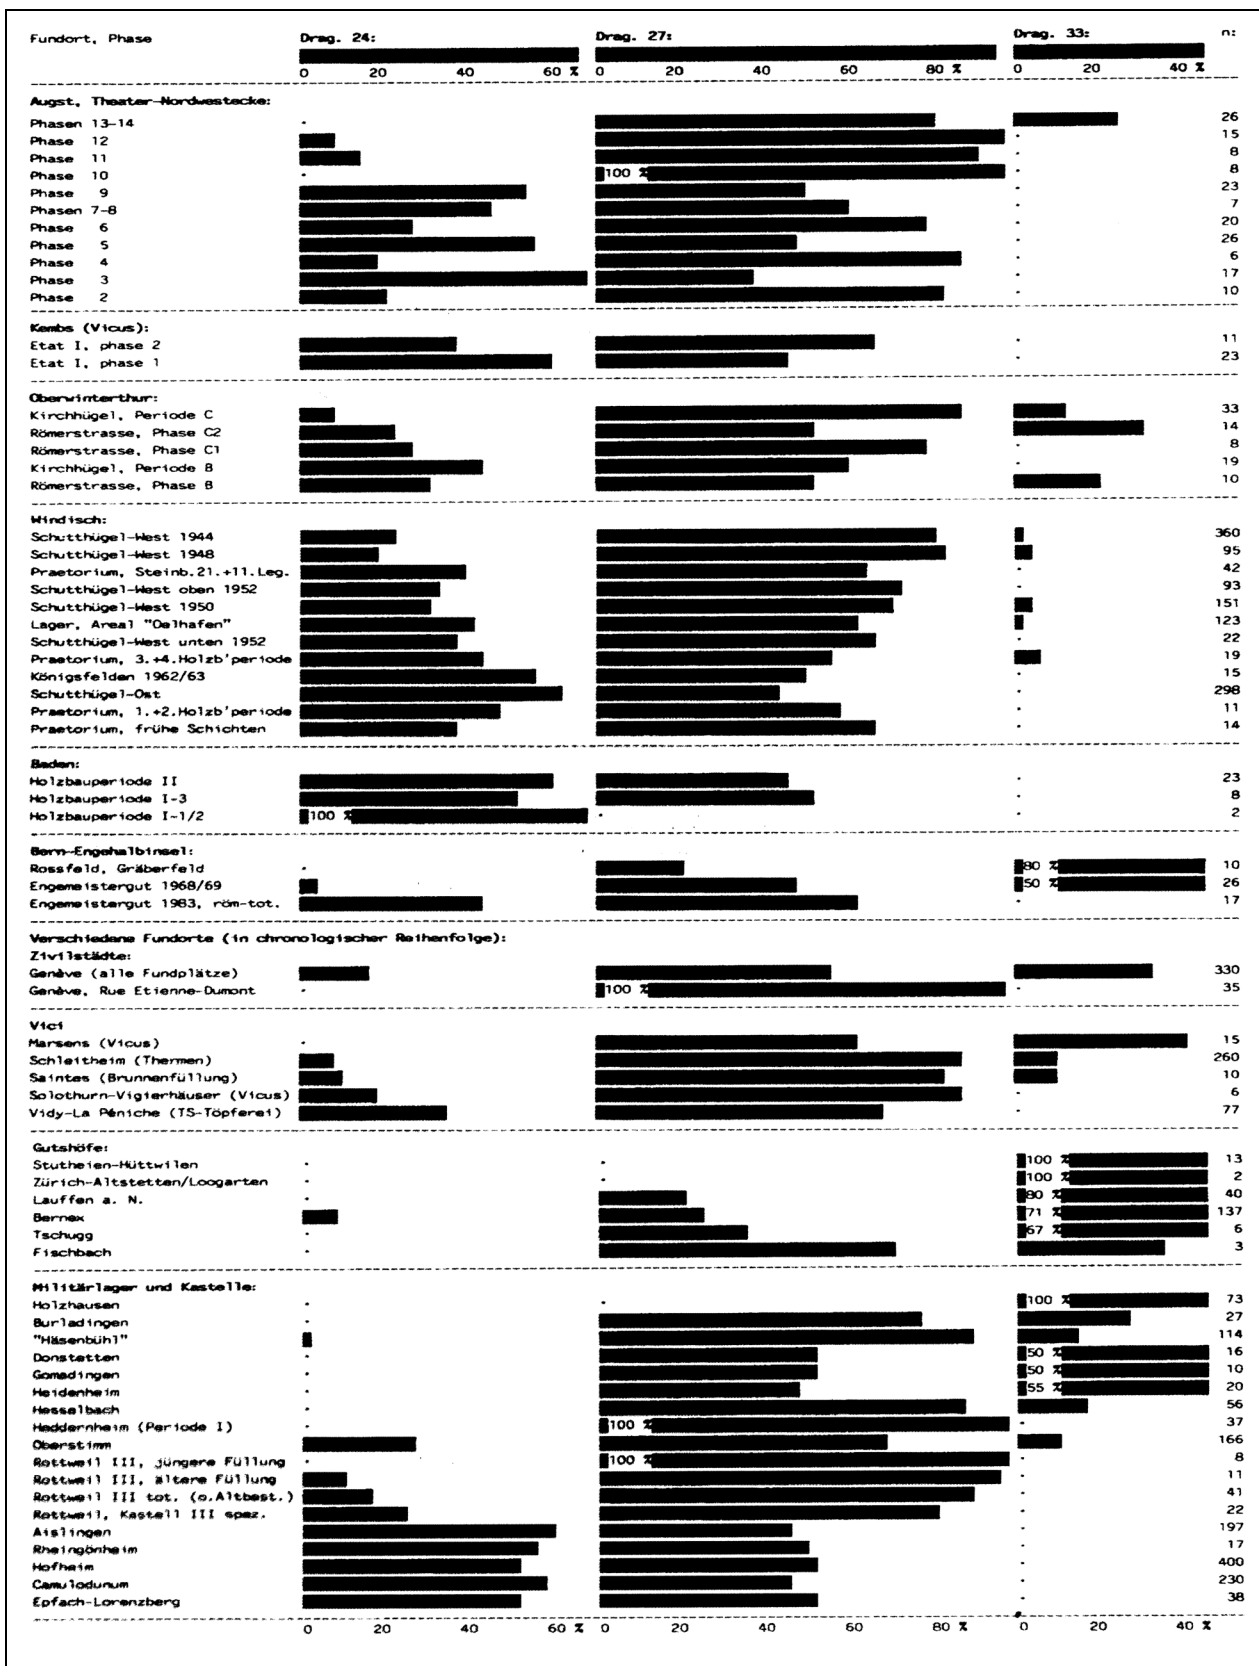 Fundort, Phase Drag. 24: Drag. 27: Drag. 33: n:
0 20 40 60 % 0 20 40 60 80 % 0 20 40 %
Augst, Theater-Nordwestecke:
Phasen 13-14 . 26
Phase 12 . 15
Phase 11 . 8
Phase 10 . 100 % . 8
Phase 9 . 23
Phasen 7-8 . 7
Phase 6 . 20
Phase 5 . 26
Phase 4 . 6
Phase 3 . 17
Phase 2 . 10
Kembs (Vicus):
Etat I, phase 2 . 11
Etat I, phase 1 . 23
Oberwinterthur:
Kirchhügel, Periode C 33
Römerstrasse, Phase C2 14
Römerstrasse, Phase C1 . 8
Kirchhügel, Periode B . 19
Römerstrasse, Phase B 10
Windisch:
Schutthügel-West 1944 360
Schutthügel-West 1948 95
Praetorium, Steinb.21.+11.Leg. . 42
Schutthügel-West oben 1952 . 93
Schutthügel-West 1950 151
Lager, Areal "Oelhafen" 123
Schutthügel-West unten 1952 . 22
Praetorium, 3.+4.Holzb'periode 19
Königsfelden 1962/63 . 15
Schutthügel-Ost . 298
Praetorium, 1.+2.Holzb'periode . 11
Praetorium, frühe Schichten . 14
Baden:
Holzbauperiode II . 23
Holzbauperiode I-3 . 8
Holzbauperiode I-1/2 100 % . . 2
Bern-Engehalbinsel:
Rossfeld, Gräberfeld . 80 % 10
Engemeistergut 1968/69 50 % 26
Engemeistergut 1983, röm-tot. . 17
Verschiedene Fundorte (in chronologischer Reihenfolge):
Zivilstädte:
Genève (alle Fundplätze) 330
Genève, Rue Etienne-Dumont . 100 % . 35
Vici
Marsens (Vicus) . 15
Schleitheim (Thermen) 260
Saintes (Brunnenfüllung) 10
Solothurn-Vigierhäuser (Vicus) . 6
Vidy-La Péniche (TS-Töpferei) . 77
Gutshöfe:
Stutheien-Hüttwilen . . 100 % 13
Zürich-Altstetten/Loogarten . . 100 % 2
Lauffen a. N. . 80 % 40
Bernex 71 % 137
Tschugg . 67 % 6
Fischbach . 3
Militärlager und Kastelle:
Holzhausen . . 100 % 73
Burladingen . 27
"Häsenbühl" 114
Donstetten . 50 % 16
Gomadingen . 50 % 10
Heidenheim . 55 % 20
Hesselbach . 56
Heddernheim (Periode I) . 100 % . 37
Oberstimm 166
Rottweil III, jüngere Füllung . 100 % . 8
Rottweil III, ältere Füllung . 11
Rottweil III tot. (o.Altbest.) . 41
Rottweil, Kastell III spez. . 22
Aislingen . 197
Rheingönheim . 17
Hofheim . 400
Camulodunum . 230
Epfach-Lorenzberg . 38
0 20 40 60 % 0 20 40 60 80 % 0 20 40 %